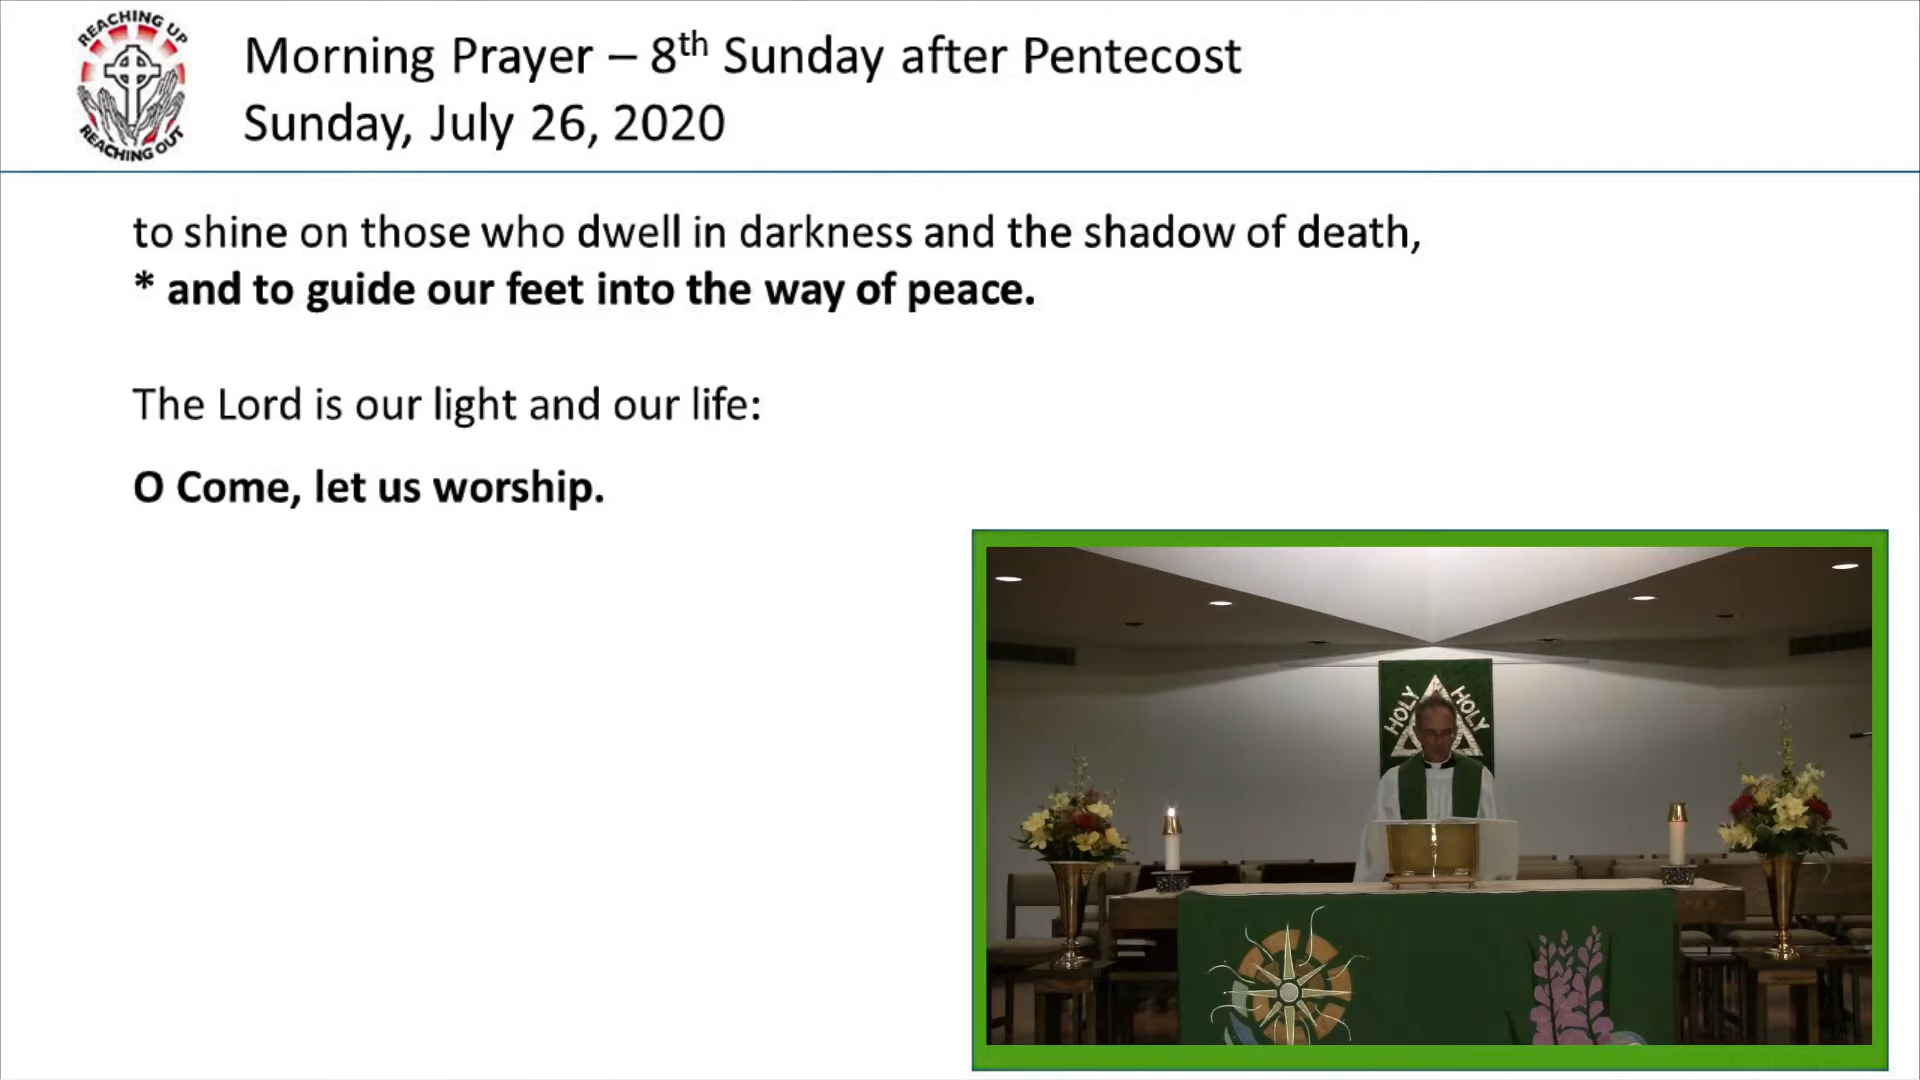 REACHING UP
REACHING OUT
Morning Prayer – 8th Sunday after Pentecost
Sunday, July 26, 2020
to shine on those who dwell in darkness and the shadow of death,
* and to guide our feet into the way of peace.
The Lord is our light and our life:
O Come, let us worship.
HOLY HOLY